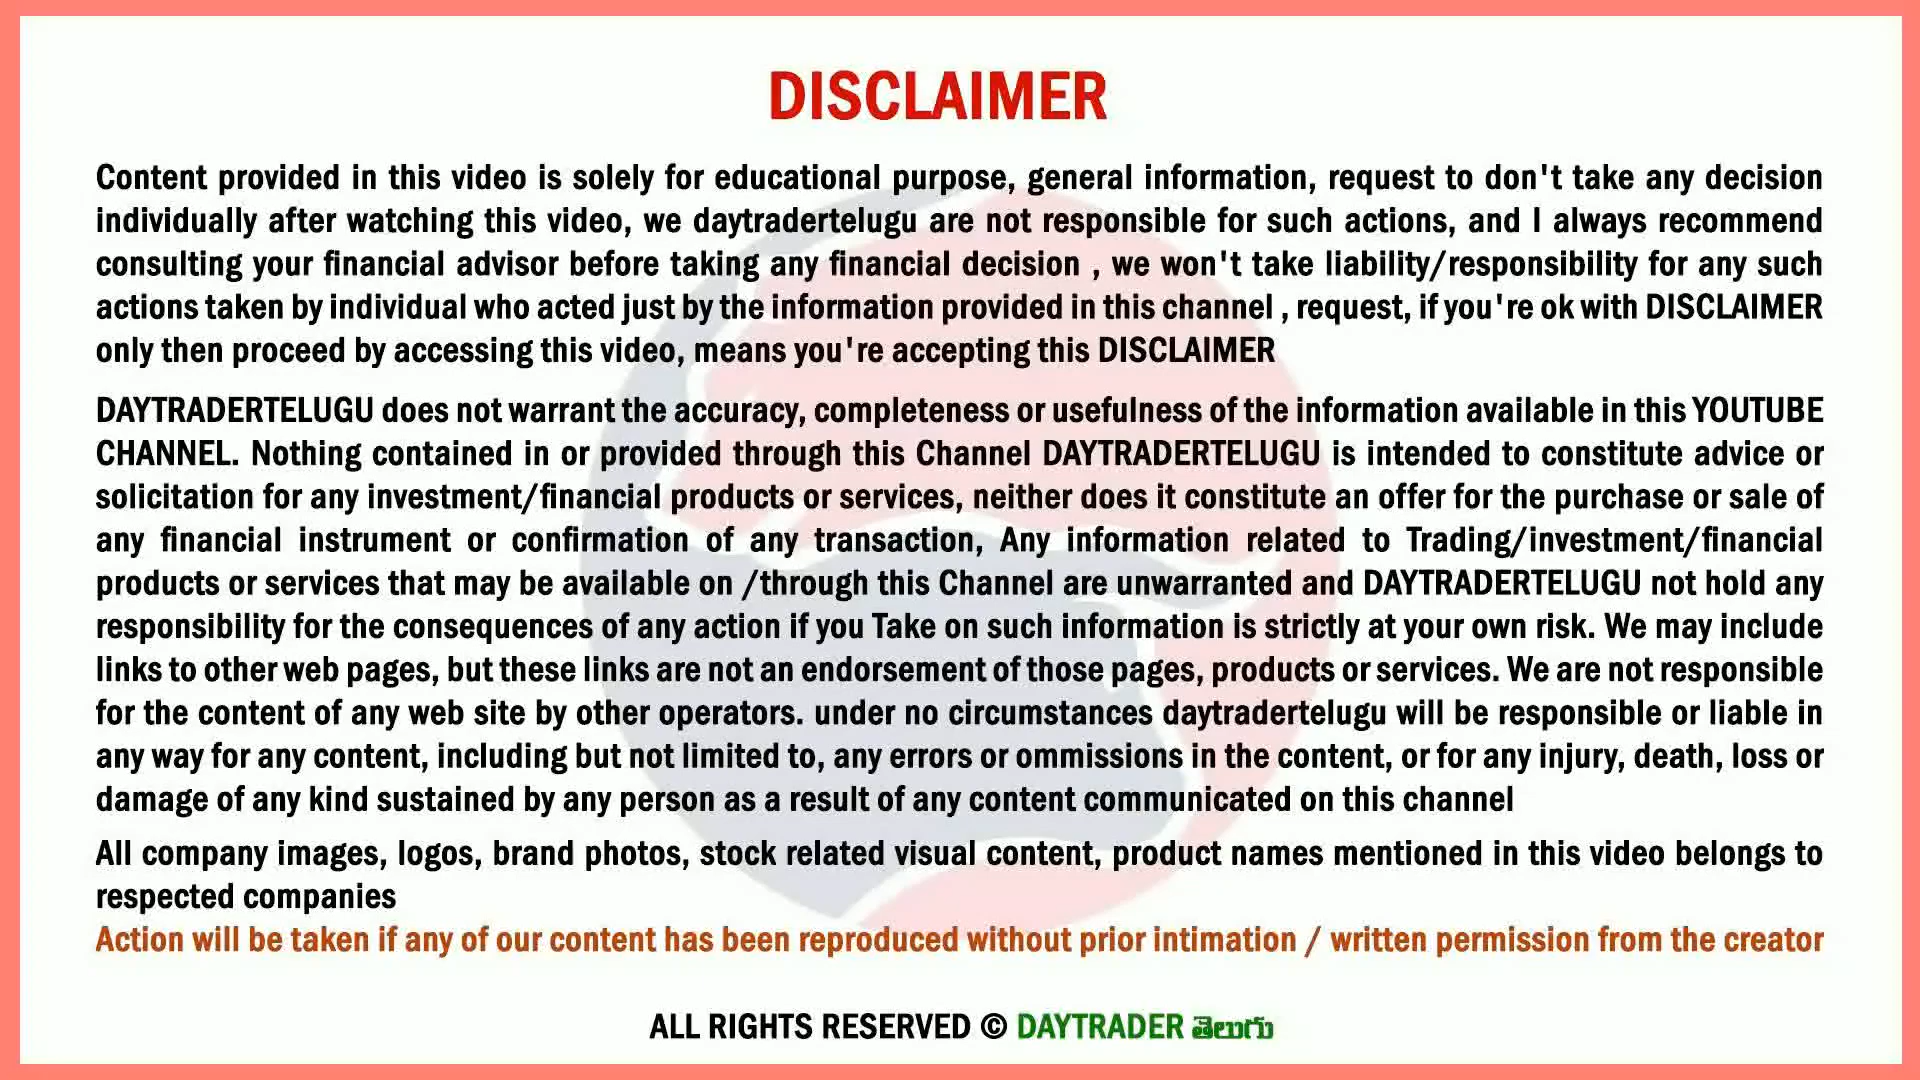 DISCLAIMER
Content provided in this video is solely for educational purpose, general information, request to don't take any decision
individually after watching this video, we daytradertelugu are not responsible for such actions, and I always recommend
consulting your financial advisor before taking any financial decision , we won't take liability/responsibility for any such
actions taken by individual who acted just by the information provided in this channel , request, if you're ok with DISCLAIMER
only then proceed by accessing this video, means you're accepting this DISCLAIMER
DAYTRADERTELUGU does not warrant the accuracy, completeness or usefulness of the information available in this YOUTUBE
CHANNEL. Nothing contained in or provided through this Channel DAYTRADERTELUGU is intended to constitute advice or
solicitation for any investment/financial products or services, neither does it constitute an offer for the purchase or sale of
any financial instrument or confirmation of any transaction, Any information related to Trading/investment/financial
products or services that may be available on /through this Channel are unwarranted and DAYTRADERTELUGU not hold any
responsibility for the consequences of any action if you Take on such information is strictly at your own risk. We may include
links to other web pages, but these links are not an endorsement of those pages, products or services. We are not responsible
for the content of any web site by other operators. under no circumstances daytradertelugu will be responsible or liable in
any way for any content, including but not limited to, any errors or ommissions in the content, or for any injury, death, loss or
damage of any kind sustained by any person as a result of any content communicated on this channel
All company images, logos, brand photos, stock related visual content, product names mentioned in this video belongs to
respected companies
Action will be taken if any of our content has been reproduced without prior intimation / written permission from the creator
ALL RIGHTS RESERVED © DAYTRADER తెలుగు